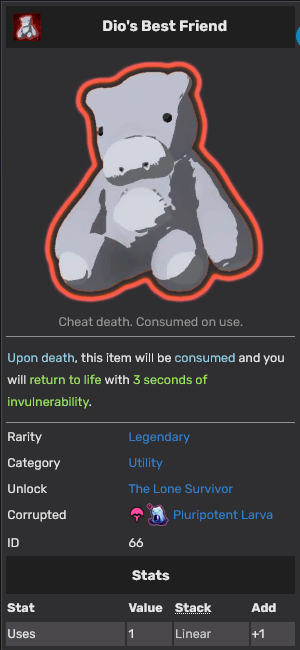 Dio's Best Friend
Cheat death. Consumed on use.
Upon death, this item will be consumed and you
will return to life with 3 seconds of
invulnerability.
Rarity Legendary
Category Utility
Unlock The Lone Survivor
Corrupted Pluripotent Larva
ID 66
Stats
Stat Value Stack Add
Uses 1 Linear +1